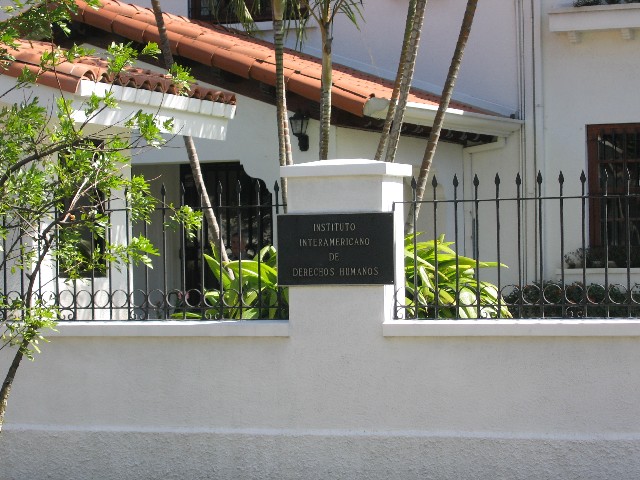 INSTITUTO
INTERAMERICANO
DE
DERECHOS HUMANOS